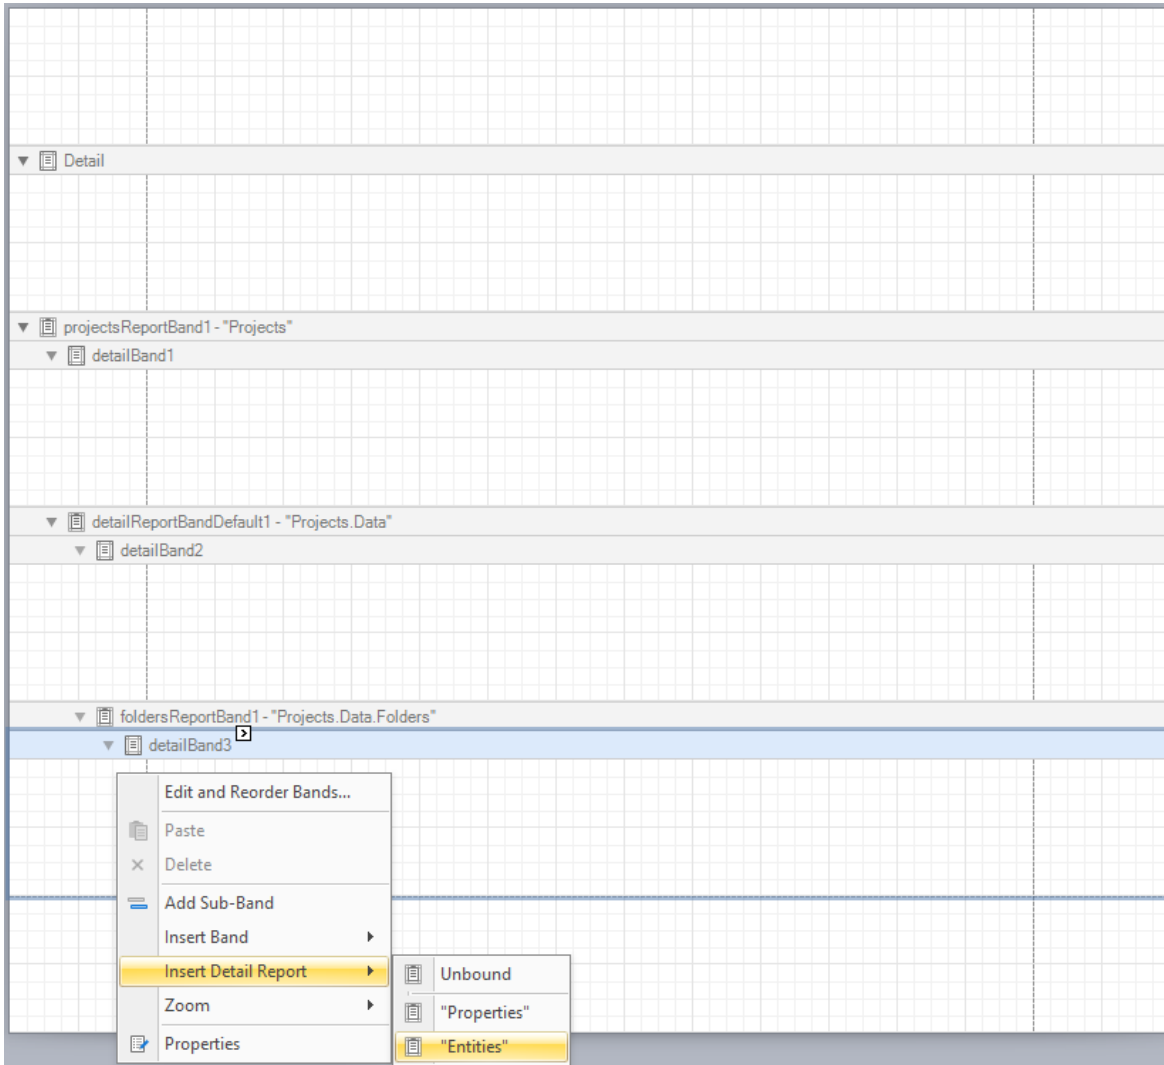 Detail
projectsReportBand1 - "Projects"
detailBand1
detailReportBandDefault1 - "Projects.Data"
detailBand2
foldersReportBand1 - "Projects.Data.Folders"
detailBand3
Edit and Reorder Bands...
Paste
Delete
Add Sub-Band
Insert Band
Insert Detail Report
Unbound
Zoom
"Properties"
Properties
"Entities"